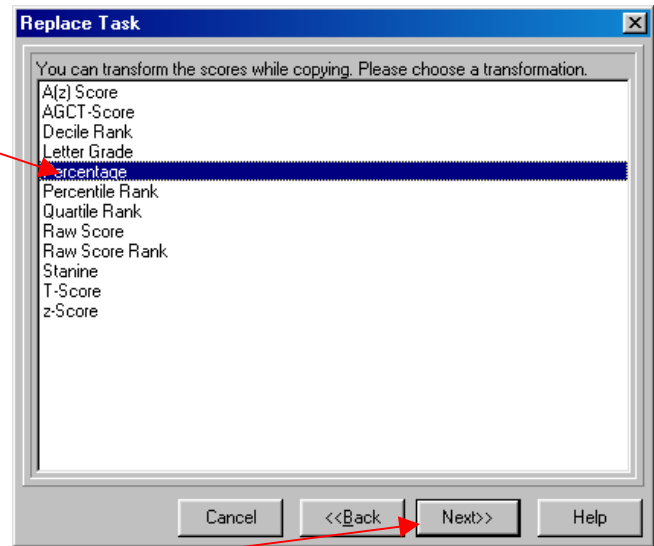 Replace Task
You can transform the scores while copying. Please choose a transformation.
A(z) Score
AGCT-Score
Decile Rank
Letter Grade
Percentage
Percentile Rank
Quartile Rank
Raw Score
Raw Score Rank
Stanine
T-Score
z-Score
Cancel <<Back Next>> Help